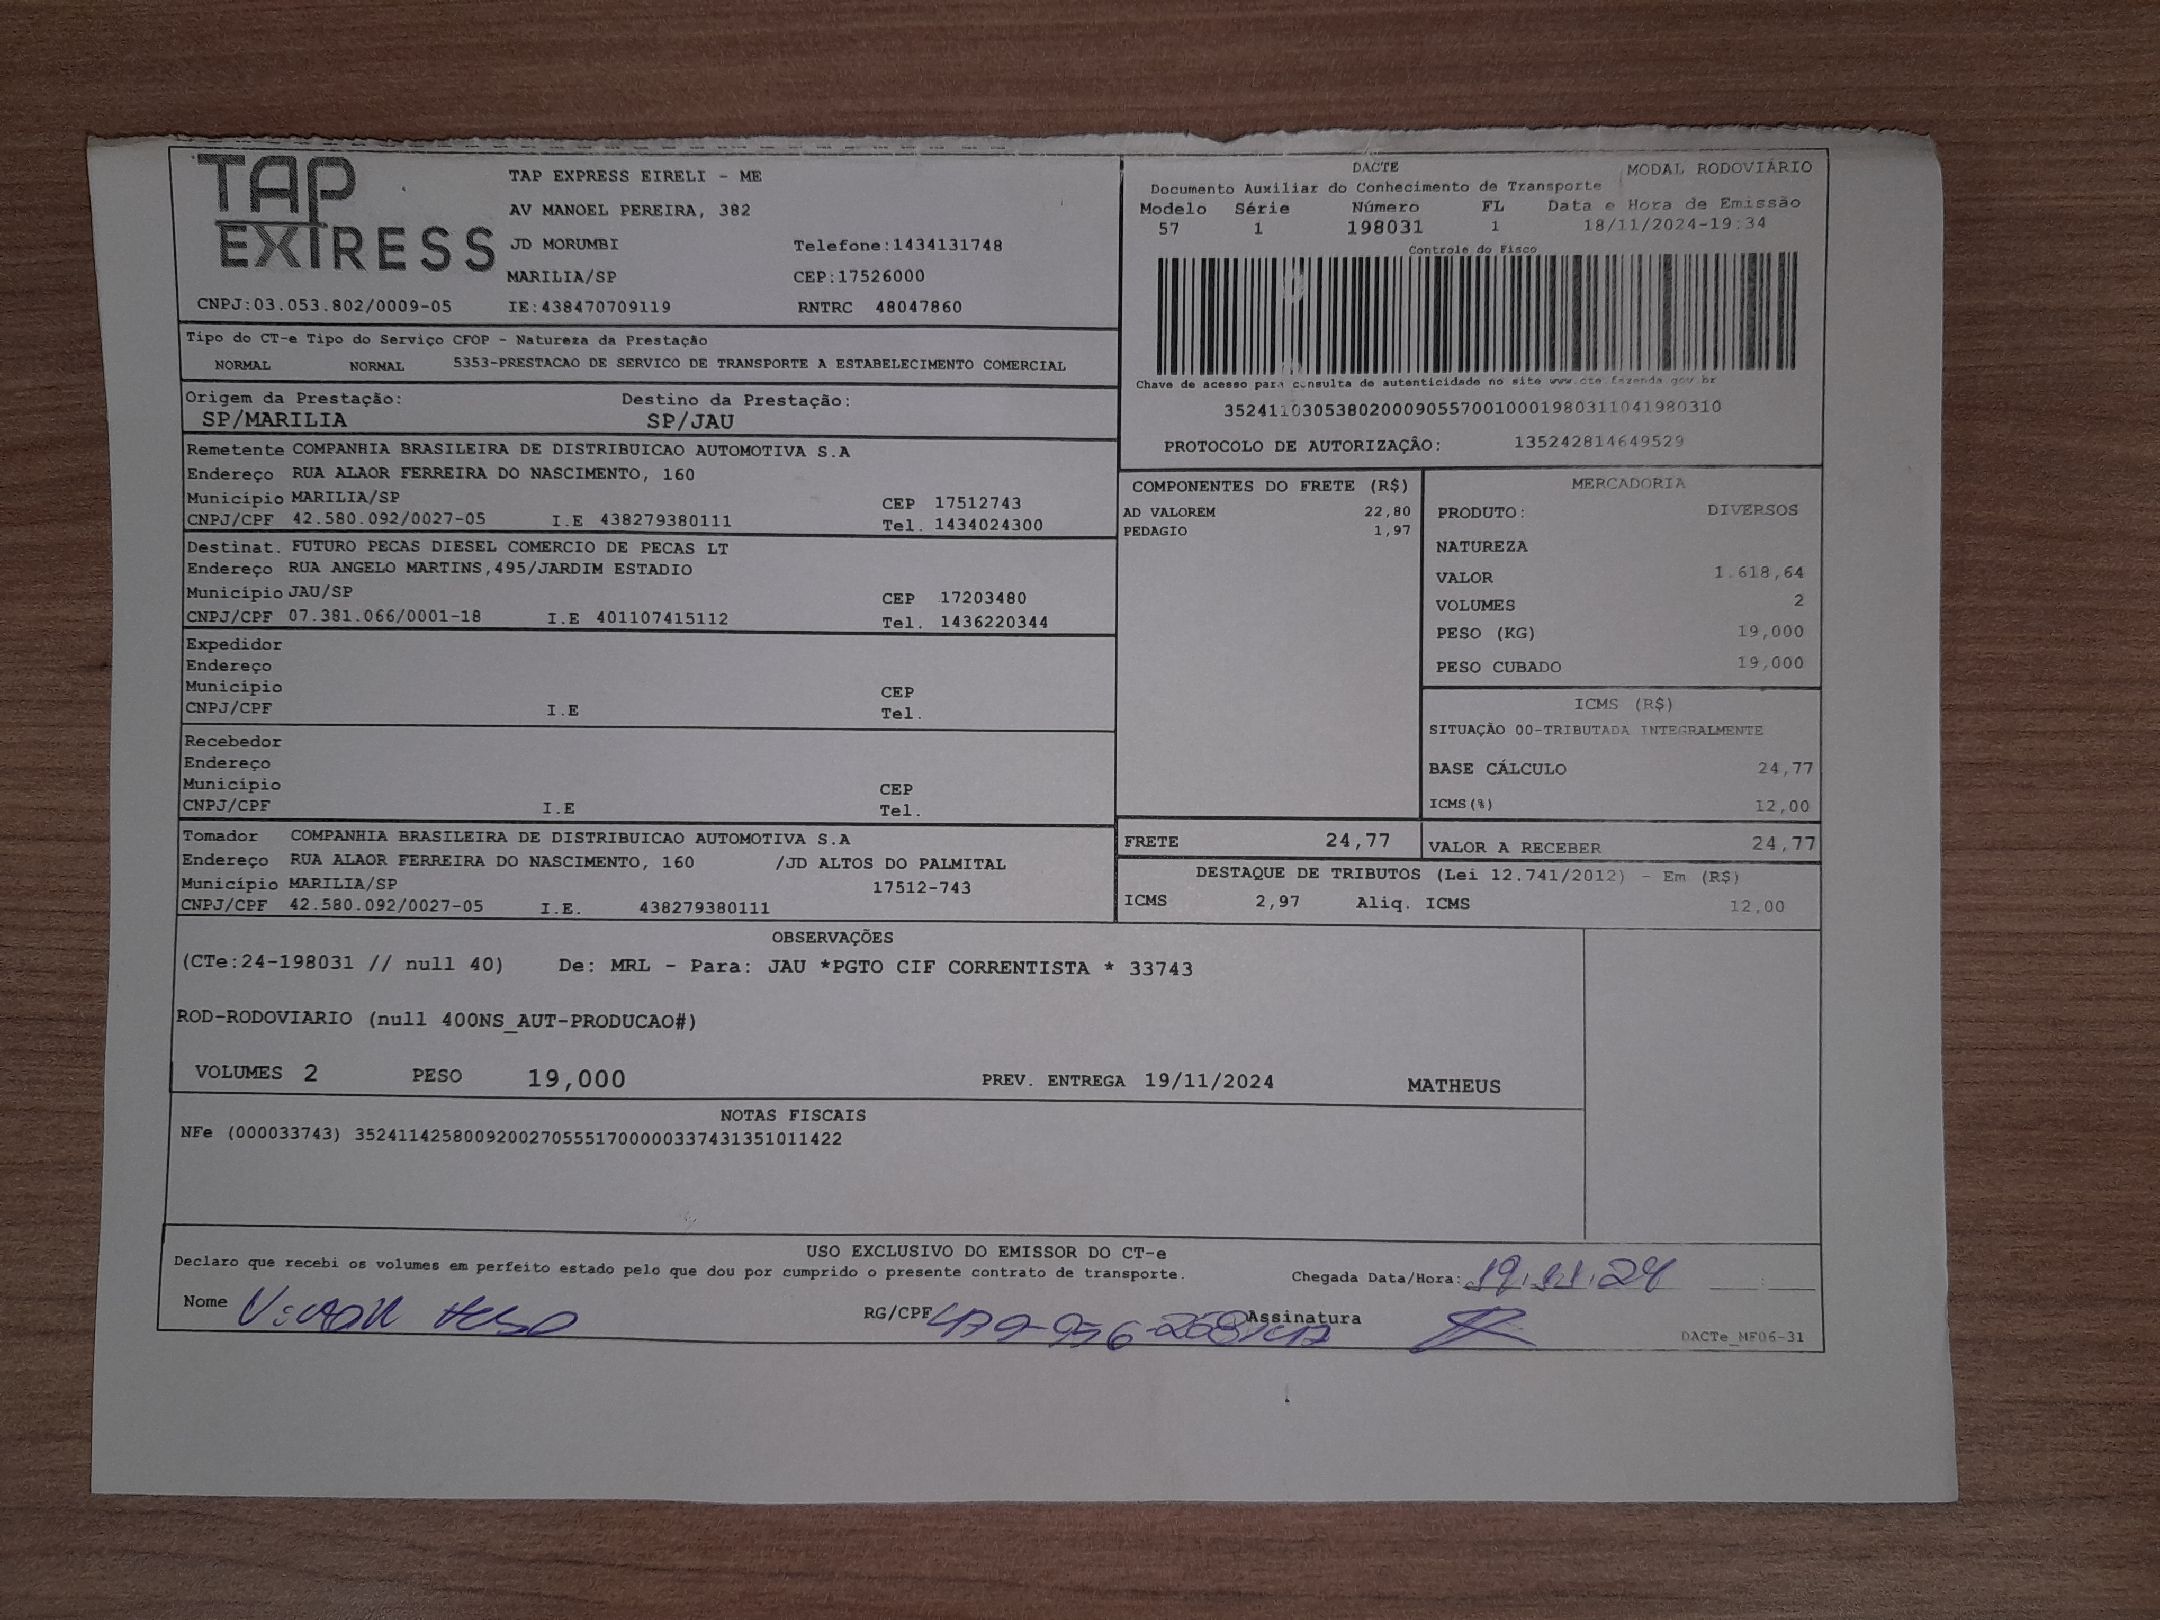 TAP
EXPRESS
TAP EXPRESS EIRELI - ME
AV MANOEL PEREIRA, 382
JD MORUMBI Telefone:1434131748
MARILIA/SP CEP:17526000
CNPJ:03.053.802/0009-05 IE:438470709119 RNTRC 48047860
DACTE MODAL RODOVIÁRIO
Documento Auxiliar do Conhecimento de Transporte
Modelo Série Número FL Data e Hora de Emissão
57 1 198031 1 18/11/2024-19:34
Controle do Fisco
Chave de acesso para consulta de autenticidade no site www.cte.fazenda.gov.br
35241103053802000905570010001980311041980310
PROTOCOLO DE AUTORIZAÇÃO: 135242814649529
Tipo do CT-e Tipo do Serviço CFOP - Natureza da Prestação
NORMAL NORMAL 5353-PRESTACAO DE SERVICO DE TRANSPORTE A ESTABELECIMENTO COMERCIAL
Origem da Prestação: Destino da Prestação:
SP/MARILIA SP/JAU
Remetente COMPANHIA BRASILEIRA DE DISTRIBUICAO AUTOMOTIVA S.A
Endereço RUA ALAOR FERREIRA DO NASCIMENTO, 160
Município MARILIA/SP CEP 17512743
CNPJ/CPF 42.580.092/0027-05 I.E 438279380111 Tel. 1434024300
Destinat. FUTURO PECAS DIESEL COMERCIO DE PECAS LT
Endereço RUA ANGELO MARTINS,495/JARDIM ESTADIO
Município JAU/SP CEP 17203480
CNPJ/CPF 07.381.066/0001-18 I.E 401107415112 Tel. 1436220344
Expedidor
Endereço
Município CEP
CNPJ/CPF I.E Tel.
Recebedor
Endereço
Município CEP
CNPJ/CPF I.E Tel.
Tomador COMPANHIA BRASILEIRA DE DISTRIBUICAO AUTOMOTIVA S.A
Endereço RUA ALAOR FERREIRA DO NASCIMENTO, 160 /JD ALTOS DO PALMITAL
Município MARILIA/SP 17512-743
CNPJ/CPF 42.580.092/0027-05 I.E. 438279380111
COMPONENTES DO FRETE (R$)
AD VALOREM 22,80
PEDAGIO 1,97
MERCADORIA
PRODUTO: DIVERSOS
NATUREZA
VALOR 1.618,64
VOLUMES 2
PESO (KG) 19,000
PESO CUBADO 19,000
ICMS (R$)
SITUAÇÃO 00-TRIBUTADA INTEGRALMENTE
BASE CÁLCULO 24,77
ICMS(%) 12,00
FRETE 24,77 VALOR A RECEBER 24,77
DESTAQUE DE TRIBUTOS (Lei 12.741/2012) - Em (R$)
ICMS 2,97 Aliq. ICMS 12,00
OBSERVAÇÕES
(CTe:24-198031 // null 40) De: MRL - Para: JAU *PGTO CIF CORRENTISTA * 33743
ROD-RODOVIARIO (null 400NS_AUT-PRODUCAO#)
VOLUMES 2 PESO 19,000 PREV. ENTREGA 19/11/2024 MATHEUS
NOTAS FISCAIS
NFe (000033743) 35241142580092002705551700000337431351011422
USO EXCLUSIVO DO EMISSOR DO CT-e
Declaro que recebi os volumes em perfeito estado pelo que dou por cumprido o presente contrato de transporte.
Chegada Data/Hora: 19.11.24
Nome RG/CPF Assinatura
DACTe_MF06-31